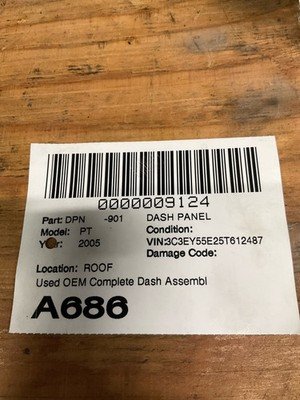 0000009124
Part: DPN -901 DASH PANEL
Model: PT Condition:
Year: 2005 VIN:3C3EY55E25T612487
Damage Code:
Location: ROOF
Used OEM Complete Dash Assembl
A686